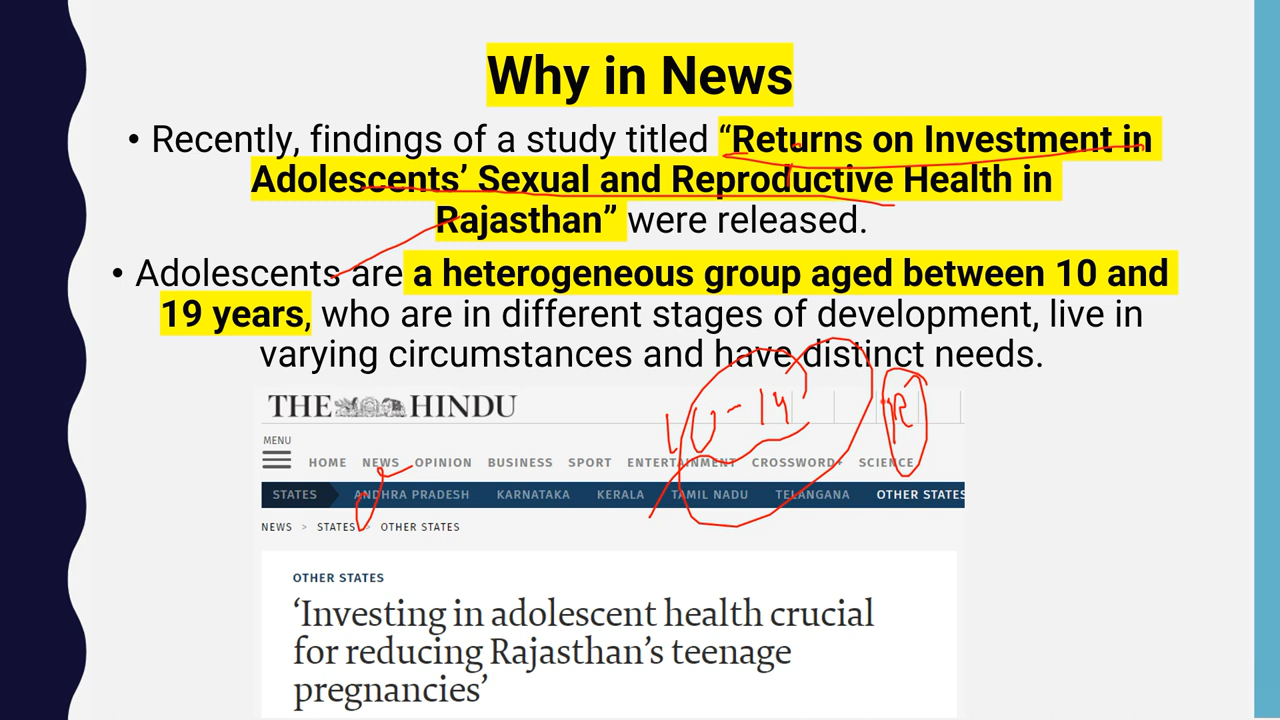 Why in News
• Recently, findings of a study titled “Returns on Investment in
Adolescents’ Sexual and Reproductive Health in
Rajasthan” were released.
• Adolescents are a heterogeneous group aged between 10 and
19 years, who are in different stages of development, live in
varying circumstances and have distinct needs.
THE HINDU
MENU
HOME NEWS OPINION BUSINESS SPORT ENTERTAINMENT CROSSWORD+ SCIENCE
STATES ANDHRA PRADESH KARNATAKA KERALA TAMIL NADU TELANGANA OTHER STATES
NEWS > STATES > OTHER STATES
OTHER STATES
‘Investing in adolescent health crucial
for reducing Rajasthan’s teenage
pregnancies’